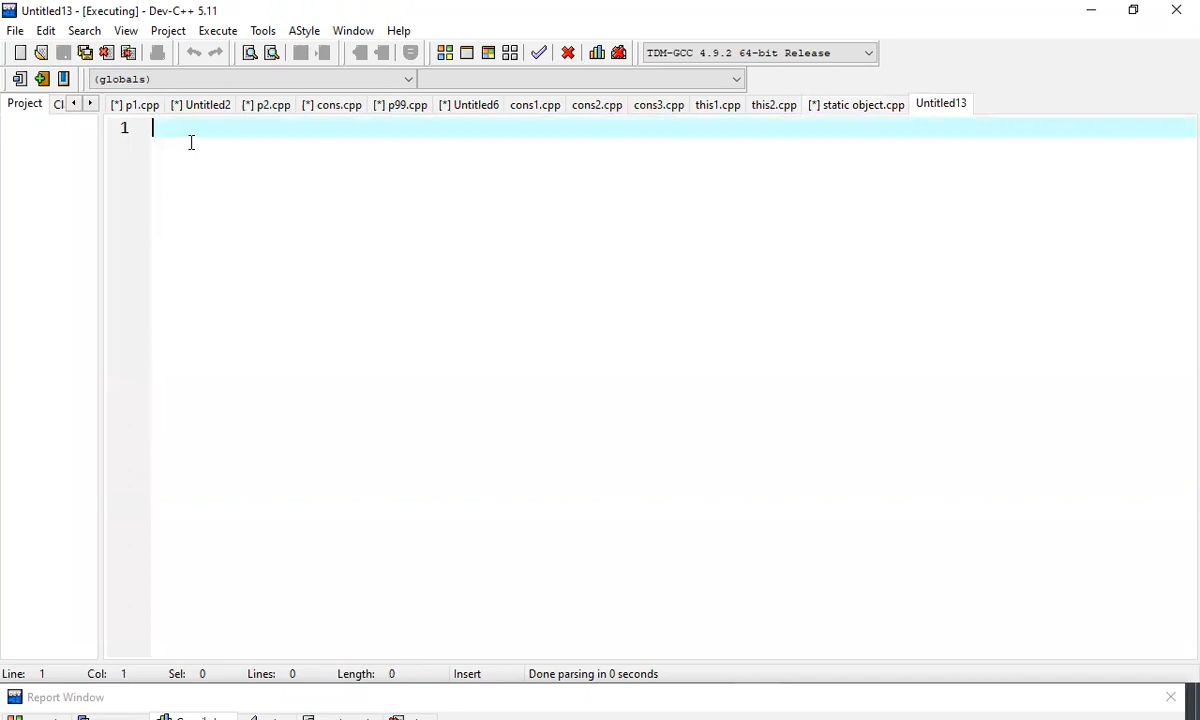 Untitled13 - [Executing] - Dev-C++ 5.11
File Edit Search View Project Execute Tools AStyle Window Help
TDM-GCC 4.9.2 64-bit Release
(globals)
Project Cl [*] p1.cpp [*] Untitled2 [*] p2.cpp [*] cons.cpp [*] p99.cpp [*] Untitled6 cons1.cpp cons2.cpp cons3.cpp this1.cpp this2.cpp [*] static object.cpp Untitled13
1
Line: 1 Col: 1 Sel: 0 Lines: 0 Length: 0 Insert Done parsing in 0 seconds
Report Window